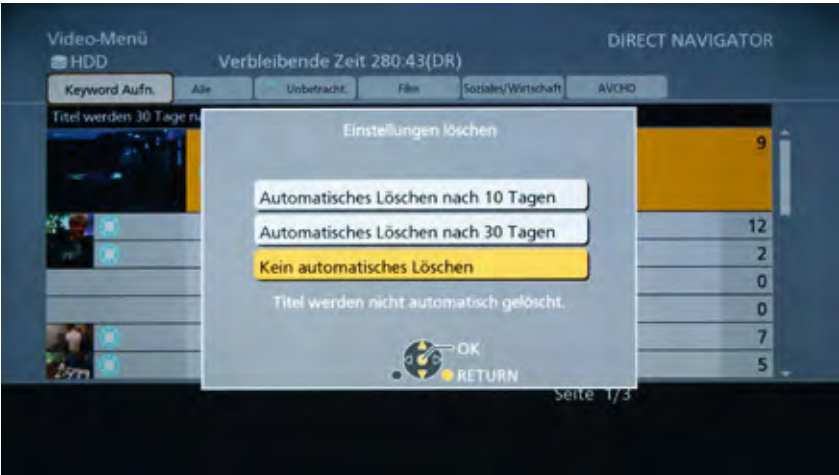 Video-Menü
DIRECT NAVIGATOR
HDD
Verbleibende Zeit 280:43(DR)
Keyword Aufn.
Alle
Unbetracht.
Film
Soziales/Wirtschaft
AVCHD
Titel werden 30 Tage
9
Einstellungen löschen
Automatisches Löschen nach 10 Tagen
Automatisches Löschen nach 30 Tagen
Kein automatisches Löschen
Titel werden nicht automatisch gelöscht.
OK
RETURN
12
2
0
0
7
5
Seite 1/3